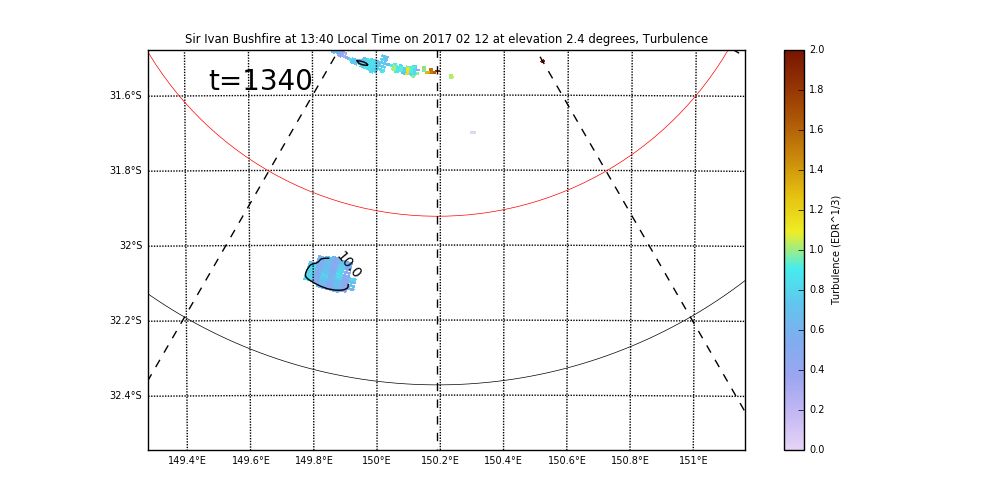 Sir Ivan Bushfire at 13:40 Local Time on 2017 02 12 at elevation 2.4 degrees, Turbulence
t=1340
31.6°S
31.8°S
32°S
32.2°S
32.4°S
10.0
149.4°E 149.6°E 149.8°E 150°E 150.2°E 150.4°E 150.6°E 150.8°E 151°E
2.0
1.8
1.6
1.4
1.2
1.0
0.8
0.6
0.4
0.2
0.0
Turbulence (EDR^1/3)